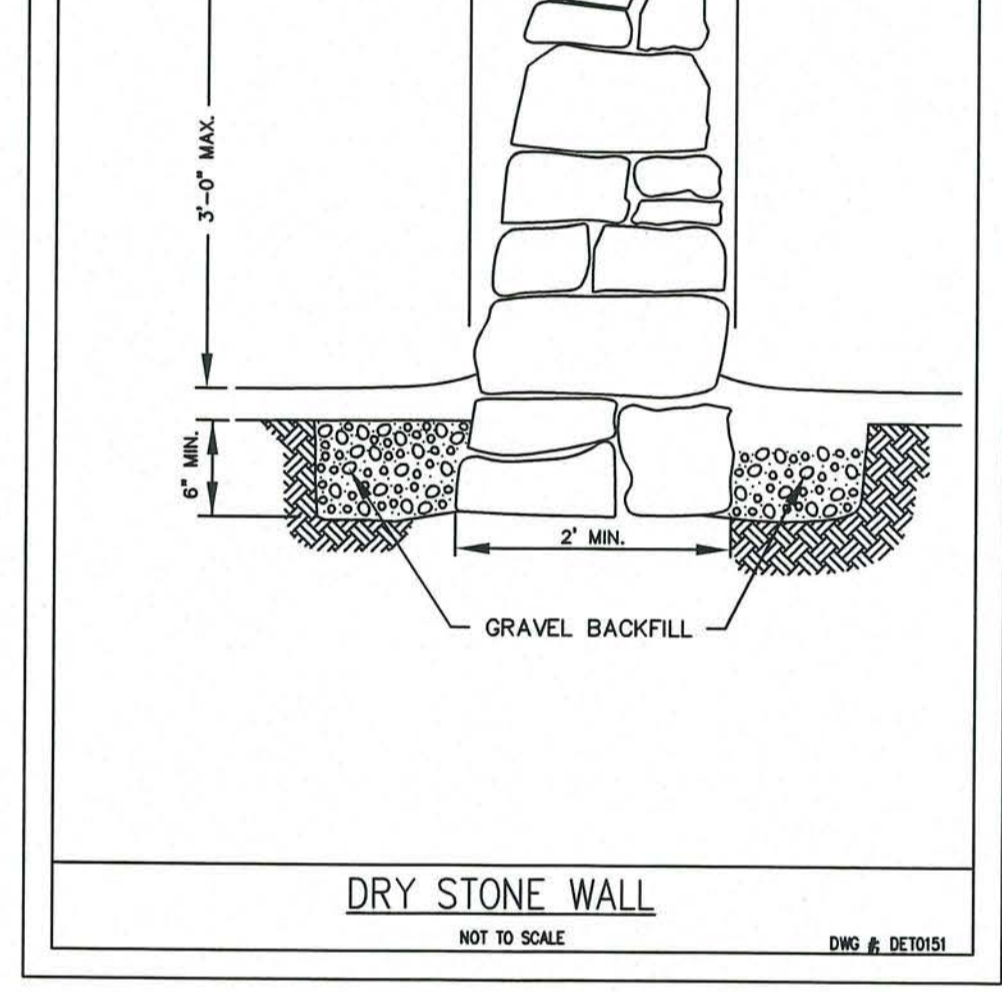 3'-0" MAX.
6" MIN.
2' MIN.
GRAVEL BACKFILL
DRY STONE WALL
NOT TO SCALE
DWG #: DET0151